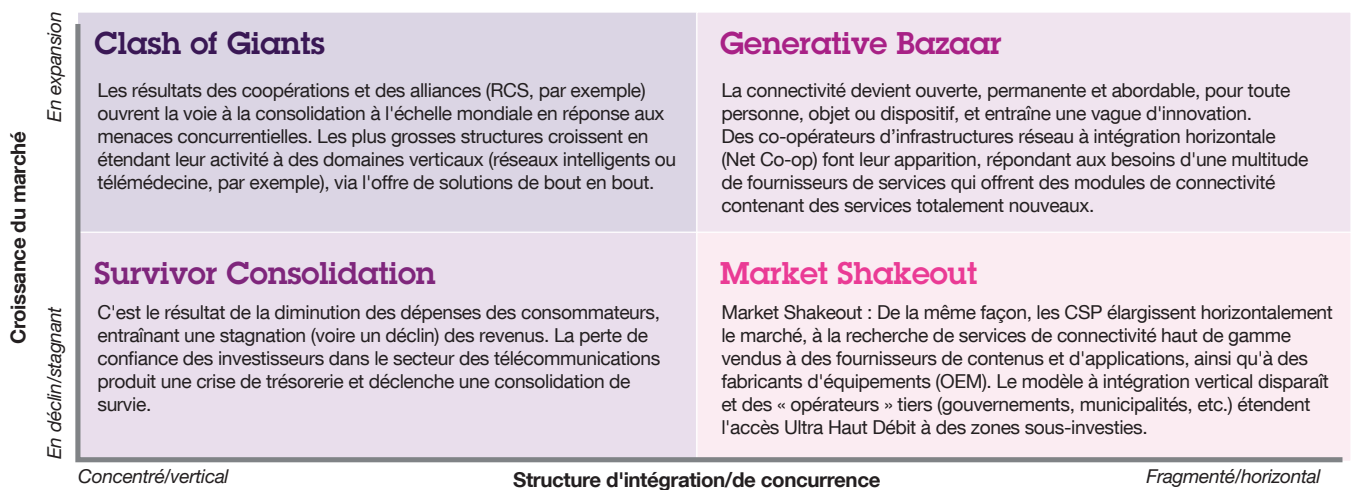 Croissance du marché
En expansion
En déclin/stagnant
Clash of Giants
Les résultats des coopérations et des alliances (RCS, par exemple)
ouvrent la voie à la consolidation à l'échelle mondiale en réponse aux
menaces concurrentielles. Les plus grosses structures croissent en
étendant leur activité à des domaines verticaux (réseaux intelligents ou
télémédecine, par exemple), via l'offre de solutions de bout en bout.
Generative Bazaar
La connectivité devient ouverte, permanente et abordable, pour toute
personne, objet ou dispositif, et entraîne une vague d'innovation.
Des co-opérateurs d'infrastructures réseau à intégration horizontale
(Net Co-op) font leur apparition, répondant aux besoins d'une multitude
de fournisseurs de services qui offrent des modules de connectivité
contenant des services totalement nouveaux.
Survivor Consolidation
C'est le résultat de la diminution des dépenses des consommateurs,
entraînant une stagnation (voire un déclin) des revenus. La perte de
confiance des investisseurs dans le secteur des télécommunications
produit une crise de trésorerie et déclenche une consolidation de
survie.
Market Shakeout
Market Shakeout : De la même façon, les CSP élargissent horizontalement
le marché, à la recherche de services de connectivité haut de gamme
vendus à des fournisseurs de contenus et d'applications, ainsi qu'à des
fabricants d'équipements (OEM). Le modèle à intégration vertical disparaît
et des « opérateurs » tiers (gouvernements, municipalités, etc.) étendent
l'accès Ultra Haut Débit à des zones sous-investies.
Concentré/vertical
Structure d'intégration/de concurrence
Fragmenté/horizontal